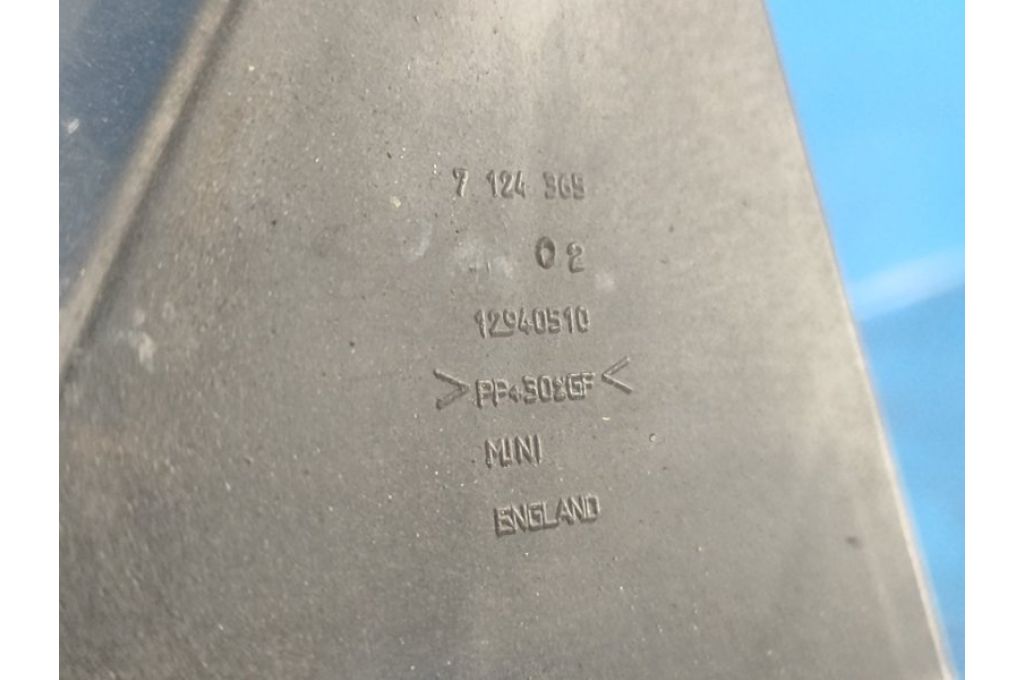 7 124 365
02
12940510
>PP+30%GF<
MINI
ENGLAND